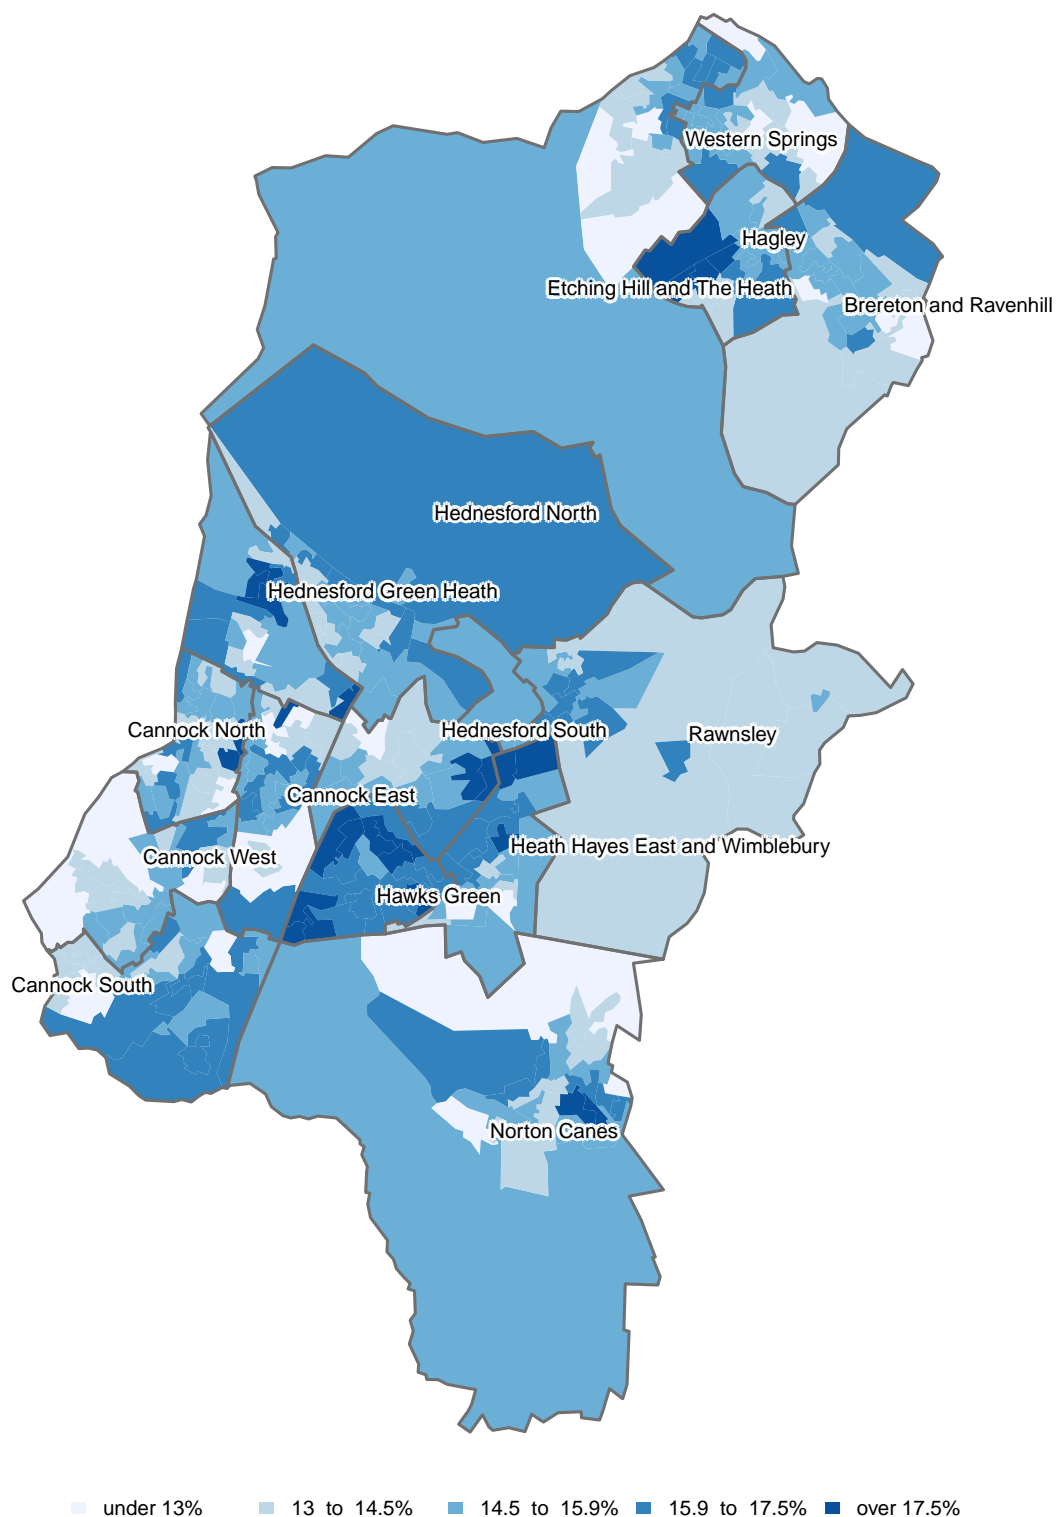 Western Springs
Hagley
Etching Hill and The Heath
Brereton and Ravenhill
Hednesford North
Hednesford Green Heath
Cannock North
Hednesford South
Rawnsley
Cannock East
Heath Hayes East and Wimblebury
Cannock West
Hawks Green
Cannock South
Norton Canes
under 13% 13 to 14.5% 14.5 to 15.9% 15.9 to 17.5% over 17.5%